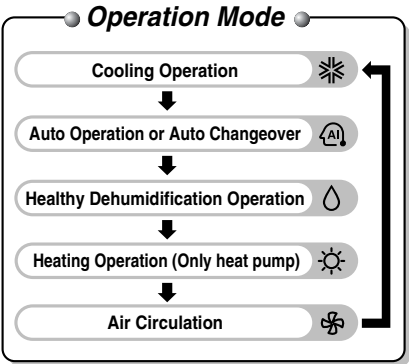 Operation Mode
Cooling Operation
Auto Operation or Auto Changeover
AI
Healthy Dehumidification Operation
Heating Operation (Only heat pump)
Air Circulation